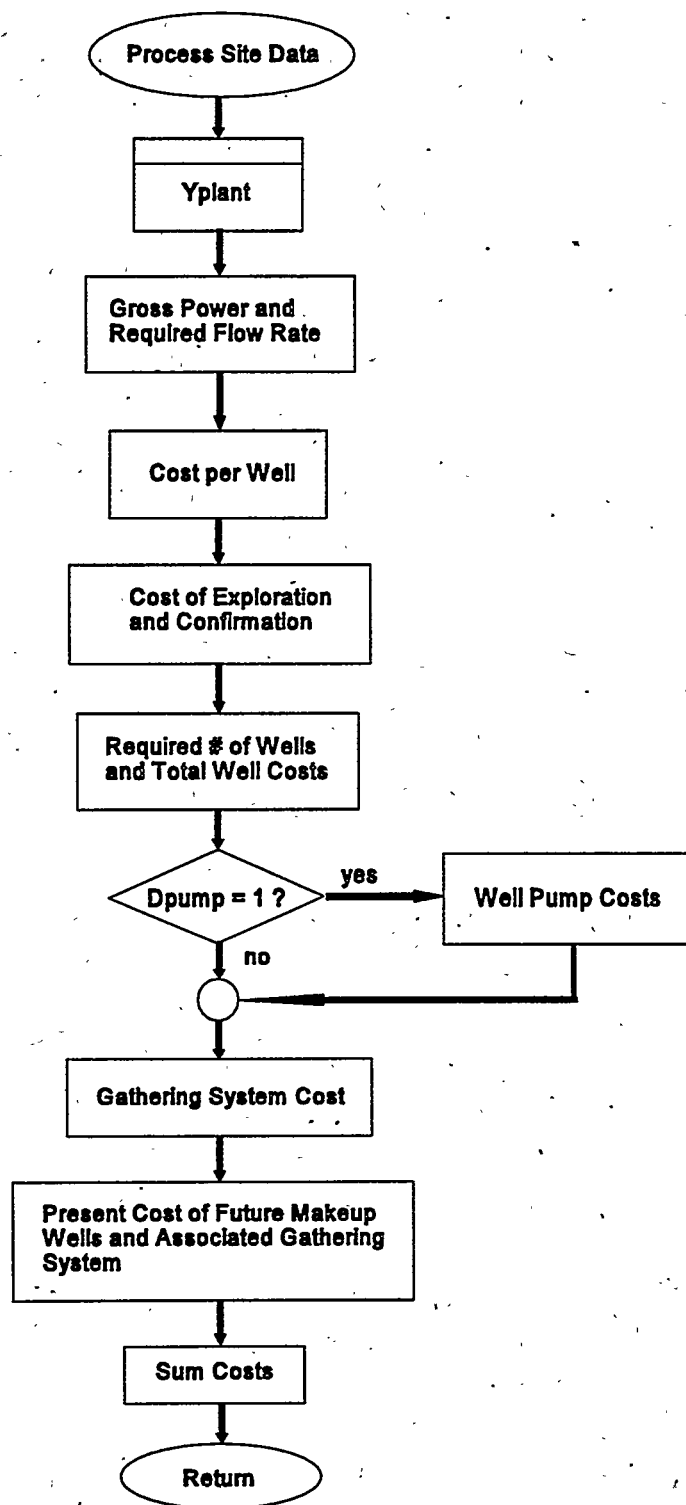 Process Site Data
Yplant
Gross Power and
Required Flow Rate
Cost per Well
Cost of Exploration
and Confirmation
Required # of Wells
and Total Well Costs
Dpump = 1 ?
yes
Well Pump Costs
no
Gathering System Cost
Present Cost of Future Makeup
Wells and Associated Gathering
System
Sum Costs
Return